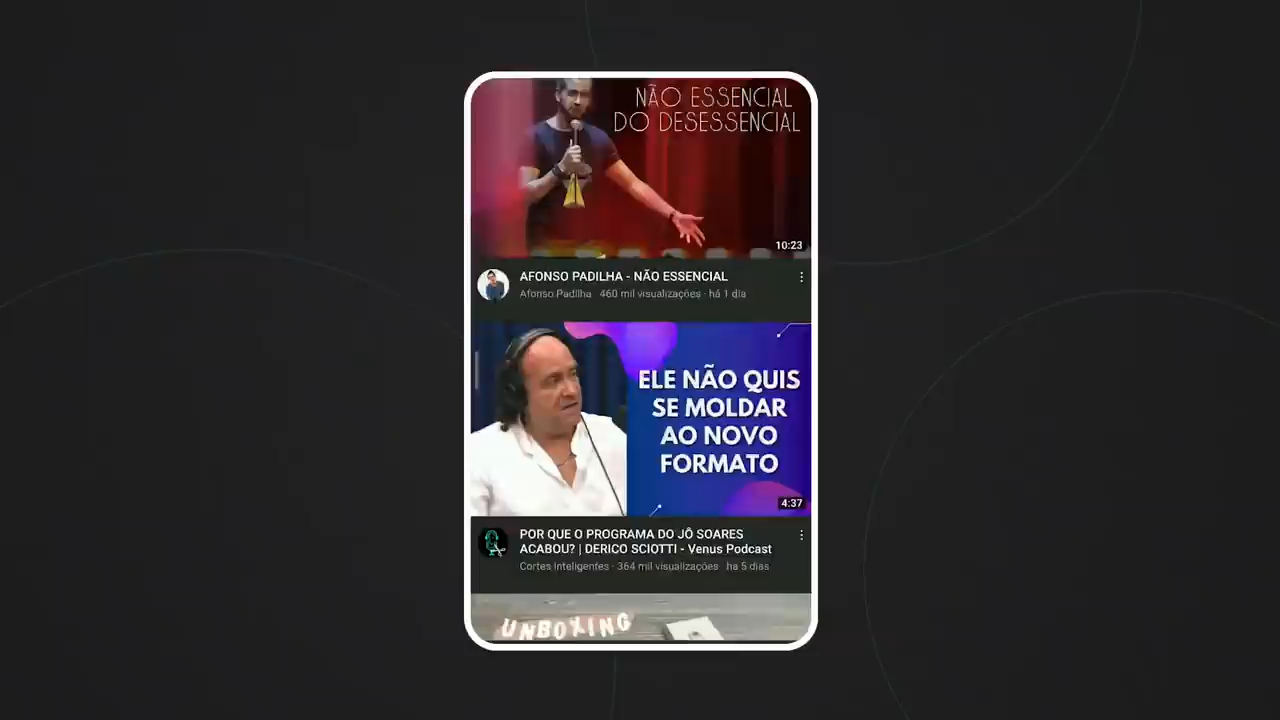 NÃO ESSENCIAL
DO DESESSENCIAL
10:23
AFONSO PADILHA - NÃO ESSENCIAL
Afonso Padilha · 460 mil visualizações · há 1 dia
ELE NÃO QUIS
SE MOLDAR
AO NOVO
FORMATO
4:37
POR QUE O PROGRAMA DO JÔ SOARES
ACABOU? | DERICO SCIOTTI - Venus Podcast
Cortes Inteligentes · 364 mil visualizações · há 5 dias
UNBOXING